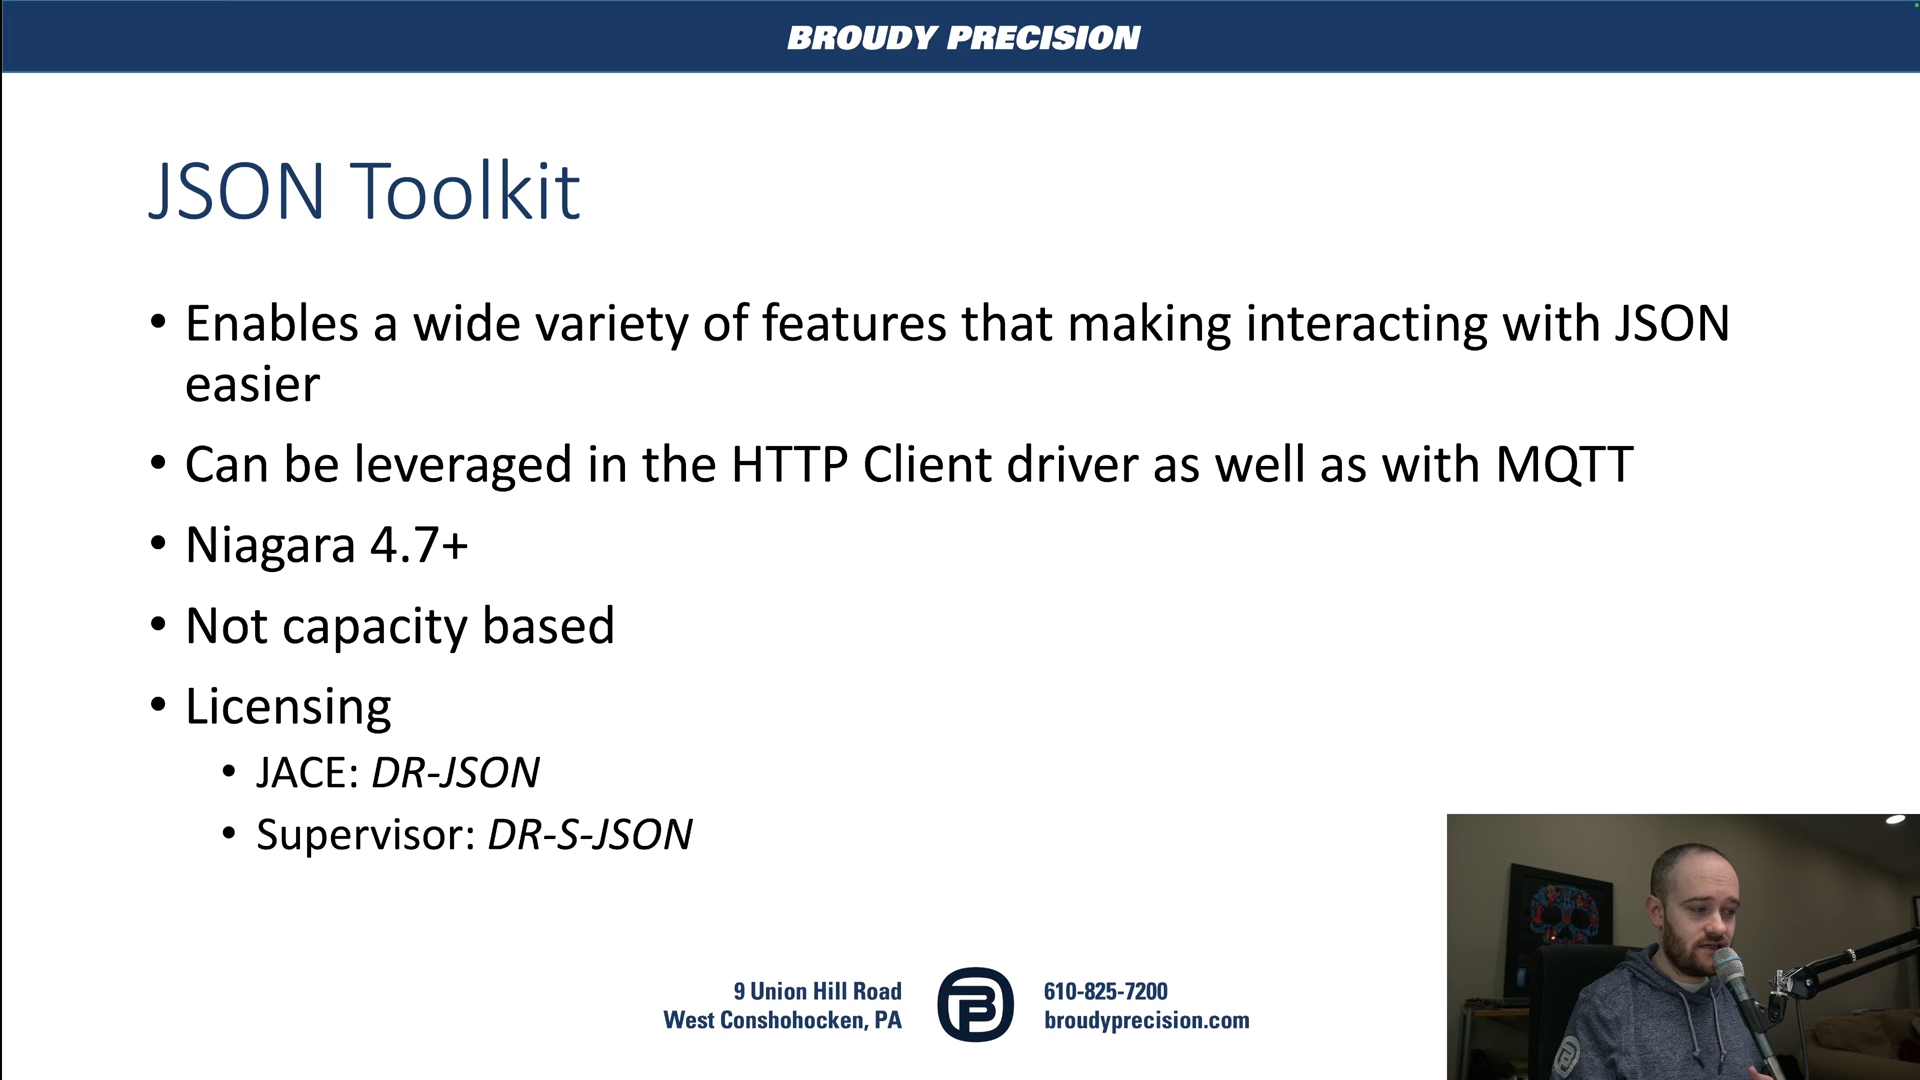 BROUDY PRECISION
JSON Toolkit
• Enables a wide variety of features that making interacting with JSON
easier
• Can be leveraged in the HTTP Client driver as well as with MQTT
• Niagara 4.7+
• Not capacity based
• Licensing
• JACE: DR-JSON
• Supervisor: DR-S-JSON
9 Union Hill Road
West Conshohocken, PA
610-825-7200
broudyprecision.com